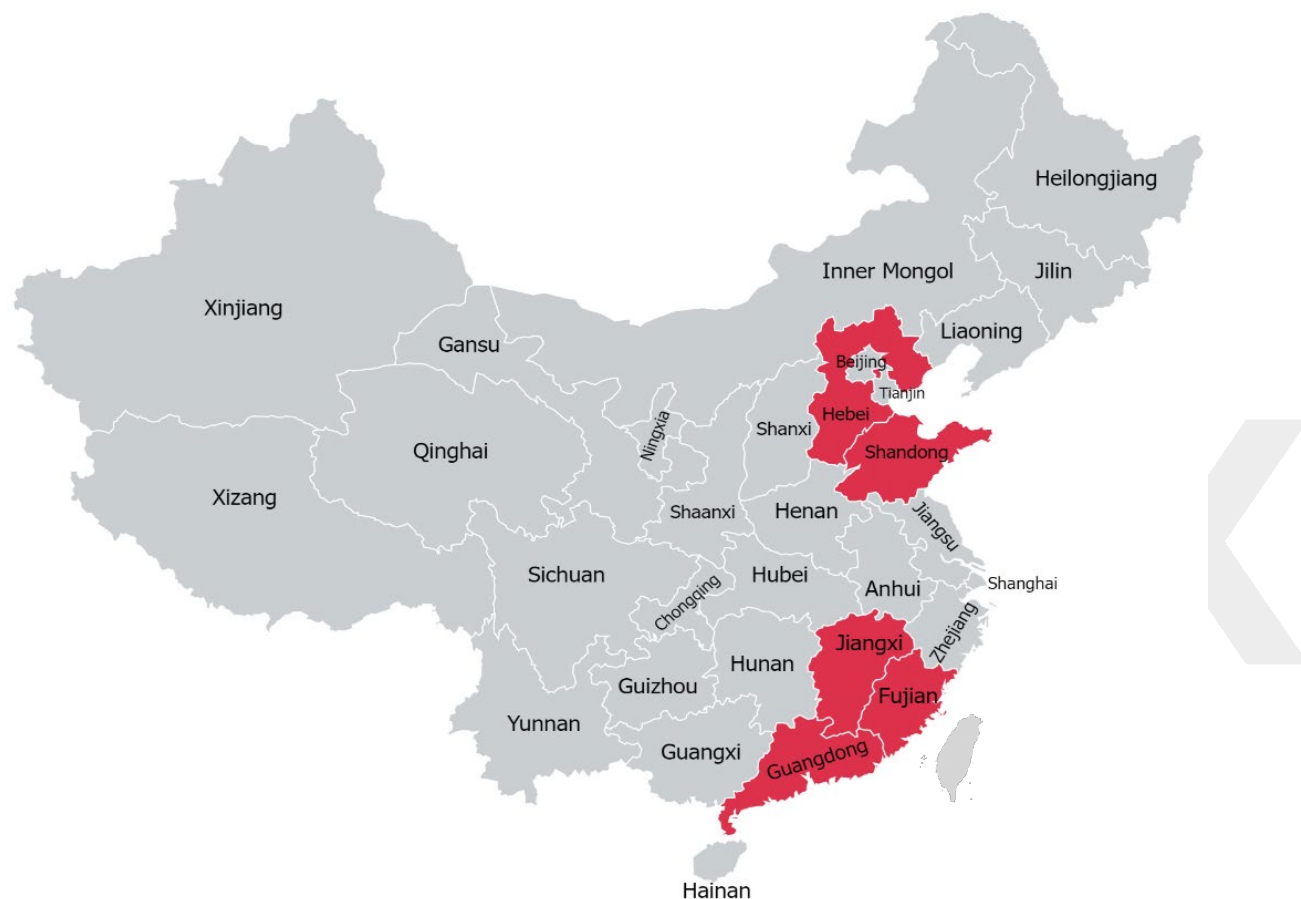 Heilongjiang
Inner Mongol
Jilin
Xinjiang
Liaoning
Gansu
Beijing
Tianjin
Hebei
Shanxi
Ningxia
Qinghai
Shandong
Xizang
Shaanxi
Henan
Jiangsu
Sichuan
Hubei
Shanghai
Anhui
Chongqing
Zhejiang
Jiangxi
Hunan
Guizhou
Fujian
Yunnan
Guangxi
Guangdong
Hainan